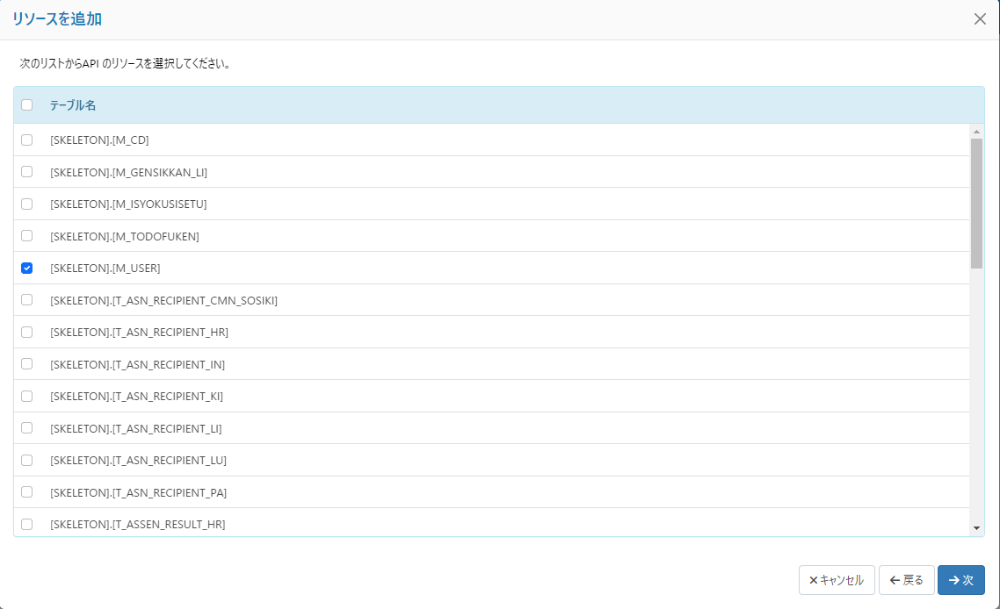 リソースを追加
次のリストからAPI のリソースを選択してください。
テーブル名
[SKELETON].[M_CD]
[SKELETON].[M_GENSIKKAN_LI]
[SKELETON].[M_ISYOKUSISETU]
[SKELETON].[M_TODOFUKEN]
[SKELETON].[M_USER]
[SKELETON].[T_ASN_RECIPIENT_CMN_SOSIKI]
[SKELETON].[T_ASN_RECIPIENT_HR]
[SKELETON].[T_ASN_RECIPIENT_IN]
[SKELETON].[T_ASN_RECIPIENT_KI]
[SKELETON].[T_ASN_RECIPIENT_LI]
[SKELETON].[T_ASN_RECIPIENT_LU]
[SKELETON].[T_ASN_RECIPIENT_PA]
[SKELETON].[T_ASSEN_RESULT_HR]
キャンセル 戻る 次